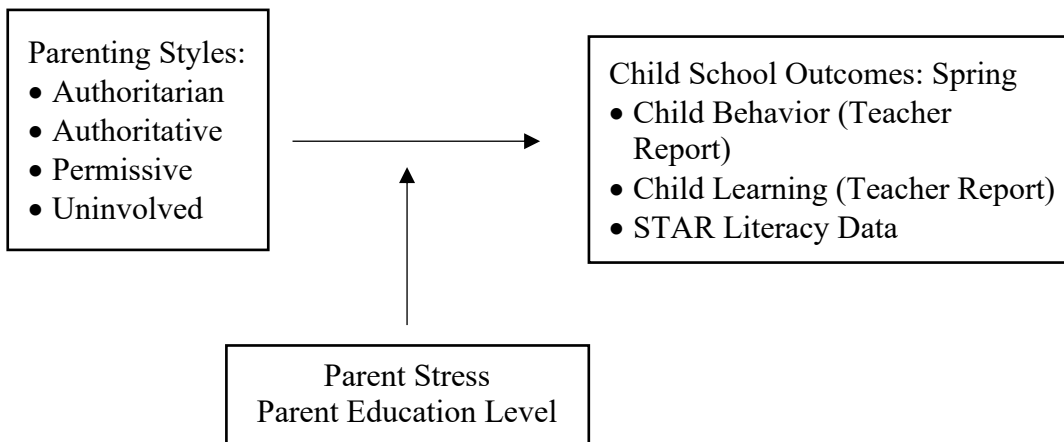 Parenting Styles:
• Authoritarian
• Authoritative
• Permissive
• Uninvolved
Child School Outcomes: Spring
• Child Behavior (Teacher
Report)
• Child Learning (Teacher Report)
• STAR Literacy Data
Parent Stress
Parent Education Level